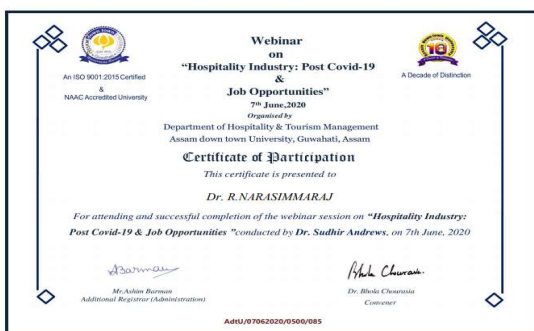 Webinar
on
“Hospitality Industry: Post Covid-19
&
Job Opportunities”
7th June,2020
Organised by
Department of Hospitality & Tourism Management
Assam down town University, Guwahati, Assam
An ISO 9001:2015 Certified
&
NAAC Accredited University
A Decade of Distinction
Certificate of Participation
This certificate is presented to
Dr. R.NARASIMMARAJ
For attending and successful completion of the webinar session on “Hospitality Industry:
Post Covid-19 & Job Opportunities ”conducted by Dr. Sudhir Andrews, on 7th June, 2020
ABarman
Bhola Chourasia.
Mr.Ashim Barman
Additional Registrar (Administration)
Dr. Bhola Chourasia
Convener
AdtU/07062020/0500/085